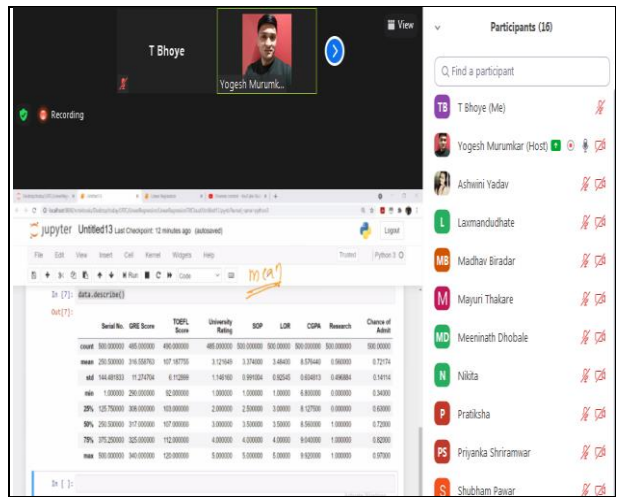 View
T Bhoye
Yogesh Murumk...
Recording
jupyter Untitled13 Last Checkpoint: 12 minutes ago (autosaved)
Logout
File Edit View Insert Cell Kernel Widgets Help
Trusted Python 3
Run Code
mean
In [7]: data.describe()
Out[7]:
Serial No. GRE Score TOEFL Score University Rating SOP LOR CGPA Research Chance of Admit
count 500.000000 485.000000 490.000000 485.000000 500.000000 500.00000 500.000000 500.000000 500.00000
mean 250.500000 316.558763 107.187755 3.121649 3.374000 3.48400 8.576440 0.560000 0.72174
std 144.481833 11.274704 6.112899 1.146160 0.991004 0.92545 0.604813 0.496884 0.14114
min 1.000000 290.000000 92.000000 1.000000 1.000000 1.00000 6.800000 0.000000 0.34000
25% 125.750000 308.000000 103.000000 2.000000 2.500000 3.00000 8.127500 0.000000 0.63000
50% 250.500000 317.000000 107.000000 3.000000 3.500000 3.50000 8.560000 1.000000 0.72000
75% 375.250000 325.000000 112.000000 4.000000 4.000000 4.00000 9.040000 1.000000 0.82000
max 500.000000 340.000000 120.000000 5.000000 5.000000 5.00000 9.920000 1.000000 0.97000
In [ ]:
Participants (16)
Find a participant
TB T Bhoye (Me)
Yogesh Murumkar (Host)
Ashwini Yadav
L Laxmandudhate
MB Madhav Biradar
M Mayuri Thakare
MD Meeninath Dhobale
N Nikita
P Pratiksha
PS Priyanka Shriramwar
S Shubham Pawar